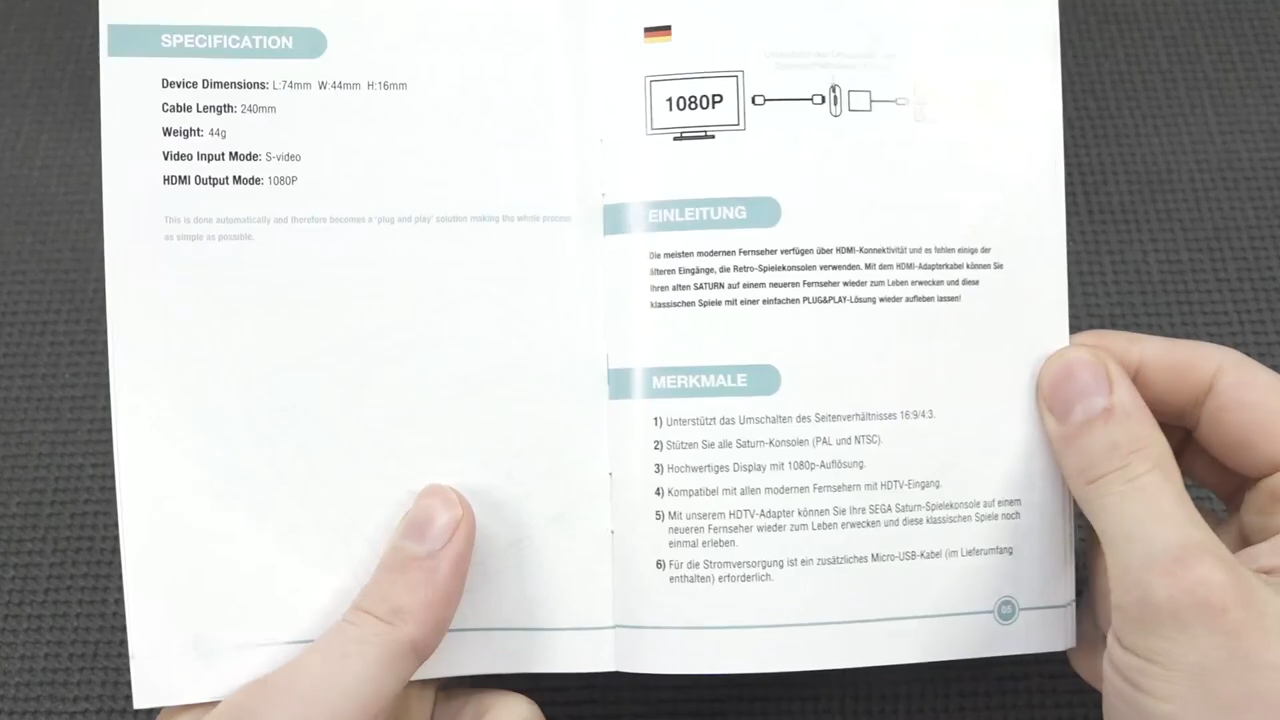 SPECIFICATION
Device Dimensions: L:74mm W:44mm H:16mm
Cable Length: 240mm
Weight: 44g
Video Input Mode: S-video
HDMI Output Mode: 1080P
This is done automatically and therefore becomes a 'plug and play' solution making the whole process
as simple as possible.
1080P
EINLEITUNG
Die meisten modernen Fernseher verfügen über HDMI-Konnektivität und es fehlen einige der
älteren Eingänge, die Retro-Spielekonsolen verwenden. Mit dem HDMI-Adapterkabel können Sie
Ihren alten SATURN auf einem neueren Fernseher wieder zum Leben erwecken und diese
klassischen Spiele mit einer einfachen PLUG&PLAY-Lösung wieder aufleben lassen!
MERKMALE
1) Unterstützt das Umschalten des Seitenverhältnisses 16:9/4:3.
2) Stützen Sie alle Saturn-Konsolen (PAL und NTSC).
3) Hochwertiges Display mit 1080p-Auflösung.
4) Kompatibel mit allen modernen Fernsehern mit HDTV-Eingang.
5) Mit unserem HDTV-Adapter können Sie Ihre SEGA Saturn-Spielekonsole auf einem
neueren Fernseher wieder zum Leben erwecken und diese klassischen Spiele noch
einmal erleben.
6) Für die Stromversorgung ist ein zusätzliches Micro-USB-Kabel (im Lieferumfang
enthalten) erforderlich.
05